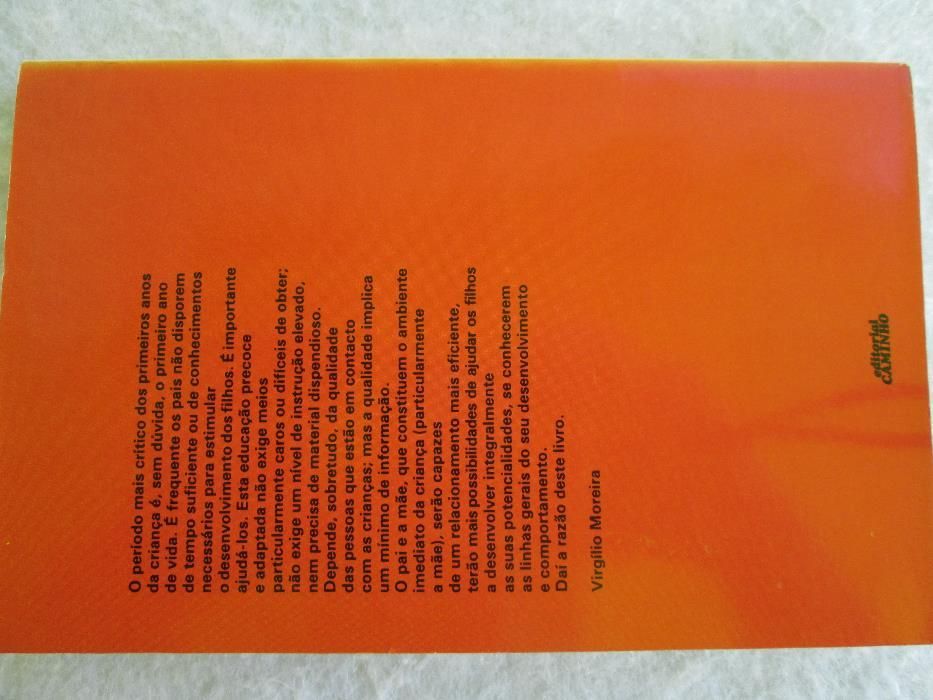 O período mais crítico dos primeiros anos
da criança é, sem dúvida, o primeiro ano
de vida. É frequente os pais não disporem
de tempo suficiente ou de conhecimentos
necessários para estimular
o desenvolvimento dos filhos. É importante
ajudá-los. Esta educação precoce
e adaptada não exige meios
particularmente caros ou difíceis de obter;
não exige um nível de instrução elevado,
nem precisa de material dispendioso.
Depende, sobretudo, da qualidade
das pessoas que estão em contacto
com as crianças; mas a qualidade implica
um mínimo de informação.
O pai e a mãe, que constituem o ambiente
imediato da criança (particularmente
a mãe), serão capazes
de um relacionamento mais eficiente,
terão mais possibilidades de ajudar os filhos
a desenvolver integralmente
as suas potencialidades, se conhecerem
as linhas gerais do seu desenvolvimento
e comportamento.
Daí a razão deste livro.
Virgílio Moreira
editorial
CAMINHO